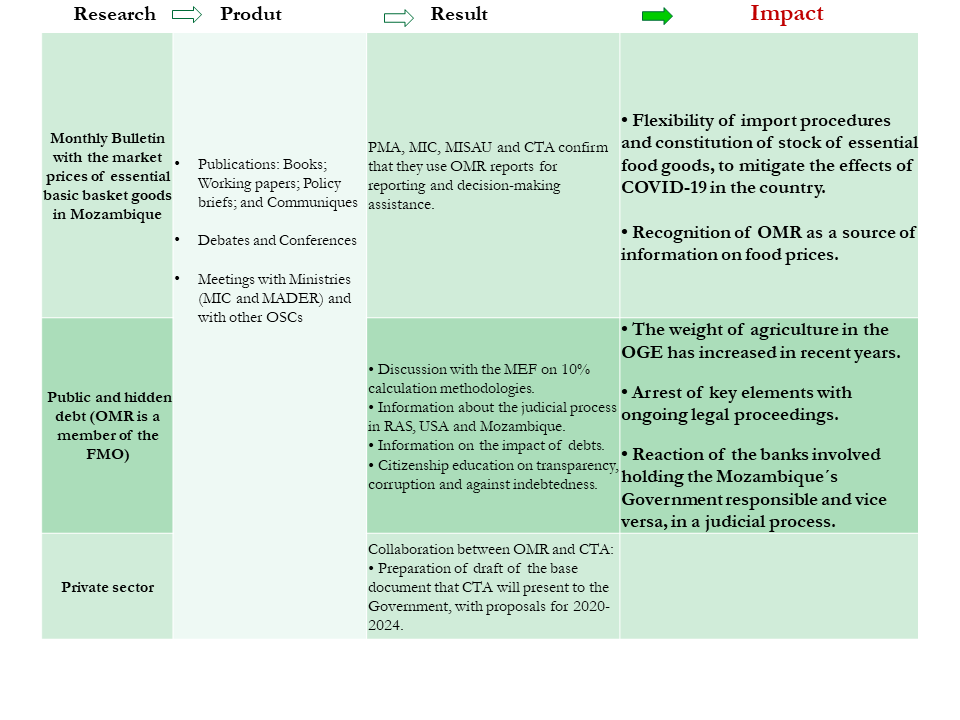 Research Produt Result Impact
Monthly Bulletin
with the market
prices of essential
basic basket goods
in Mozambique
• Publications: Books;
Working papers; Policy
briefs; and Communiques
• Debates and Conferences
• Meetings with Ministries
(MIC and MADER) and
with other OSCs
PMA, MIC, MISAU and CTA confirm
that they use OMR reports for
reporting and decision-making
assistance.
• Flexibility of import procedures
and constitution of stock of essential
food goods, to mitigate the effects of
COVID-19 in the country.
• Recognition of OMR as a source of
information on food prices.
Public and hidden
debt (OMR is a
member of the
FMO)
• Discussion with the MEF on 10%
calculation methodologies.
• Information about the judicial process
in RAS, USA and Mozambique.
• Information on the impact of debts.
• Citizenship education on transparency,
corruption and against indebtedness.
• The weight of agriculture in the
OGE has increased in recent years.
• Arrest of key elements with
ongoing legal proceedings.
• Reaction of the banks involved
holding the Mozambique´s
Government responsible and vice
versa, in a judicial process.
Private sector
Collaboration between OMR and CTA:
• Preparation of draft of the base
document that CTA will present to the
Government, with proposals for 2020-
2024.